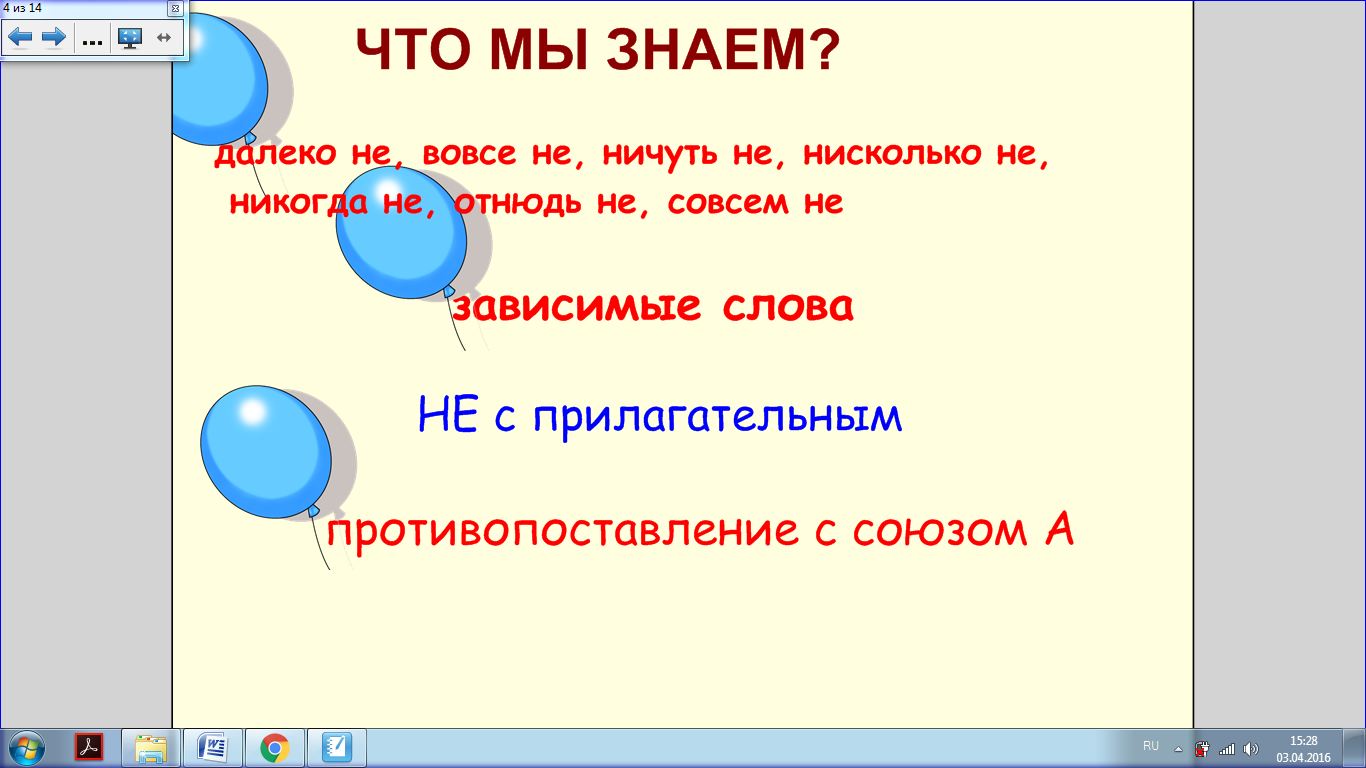 4 из 14
ЧТО МЫ ЗНАЕМ?
далеко не, вовсе не, ничуть не, нисколько не,
никогда не, отнюдь не, совсем не
зависимые слова
НЕ с прилагательным
противопоставление с союзом А
RU
15:28
03.04.2016